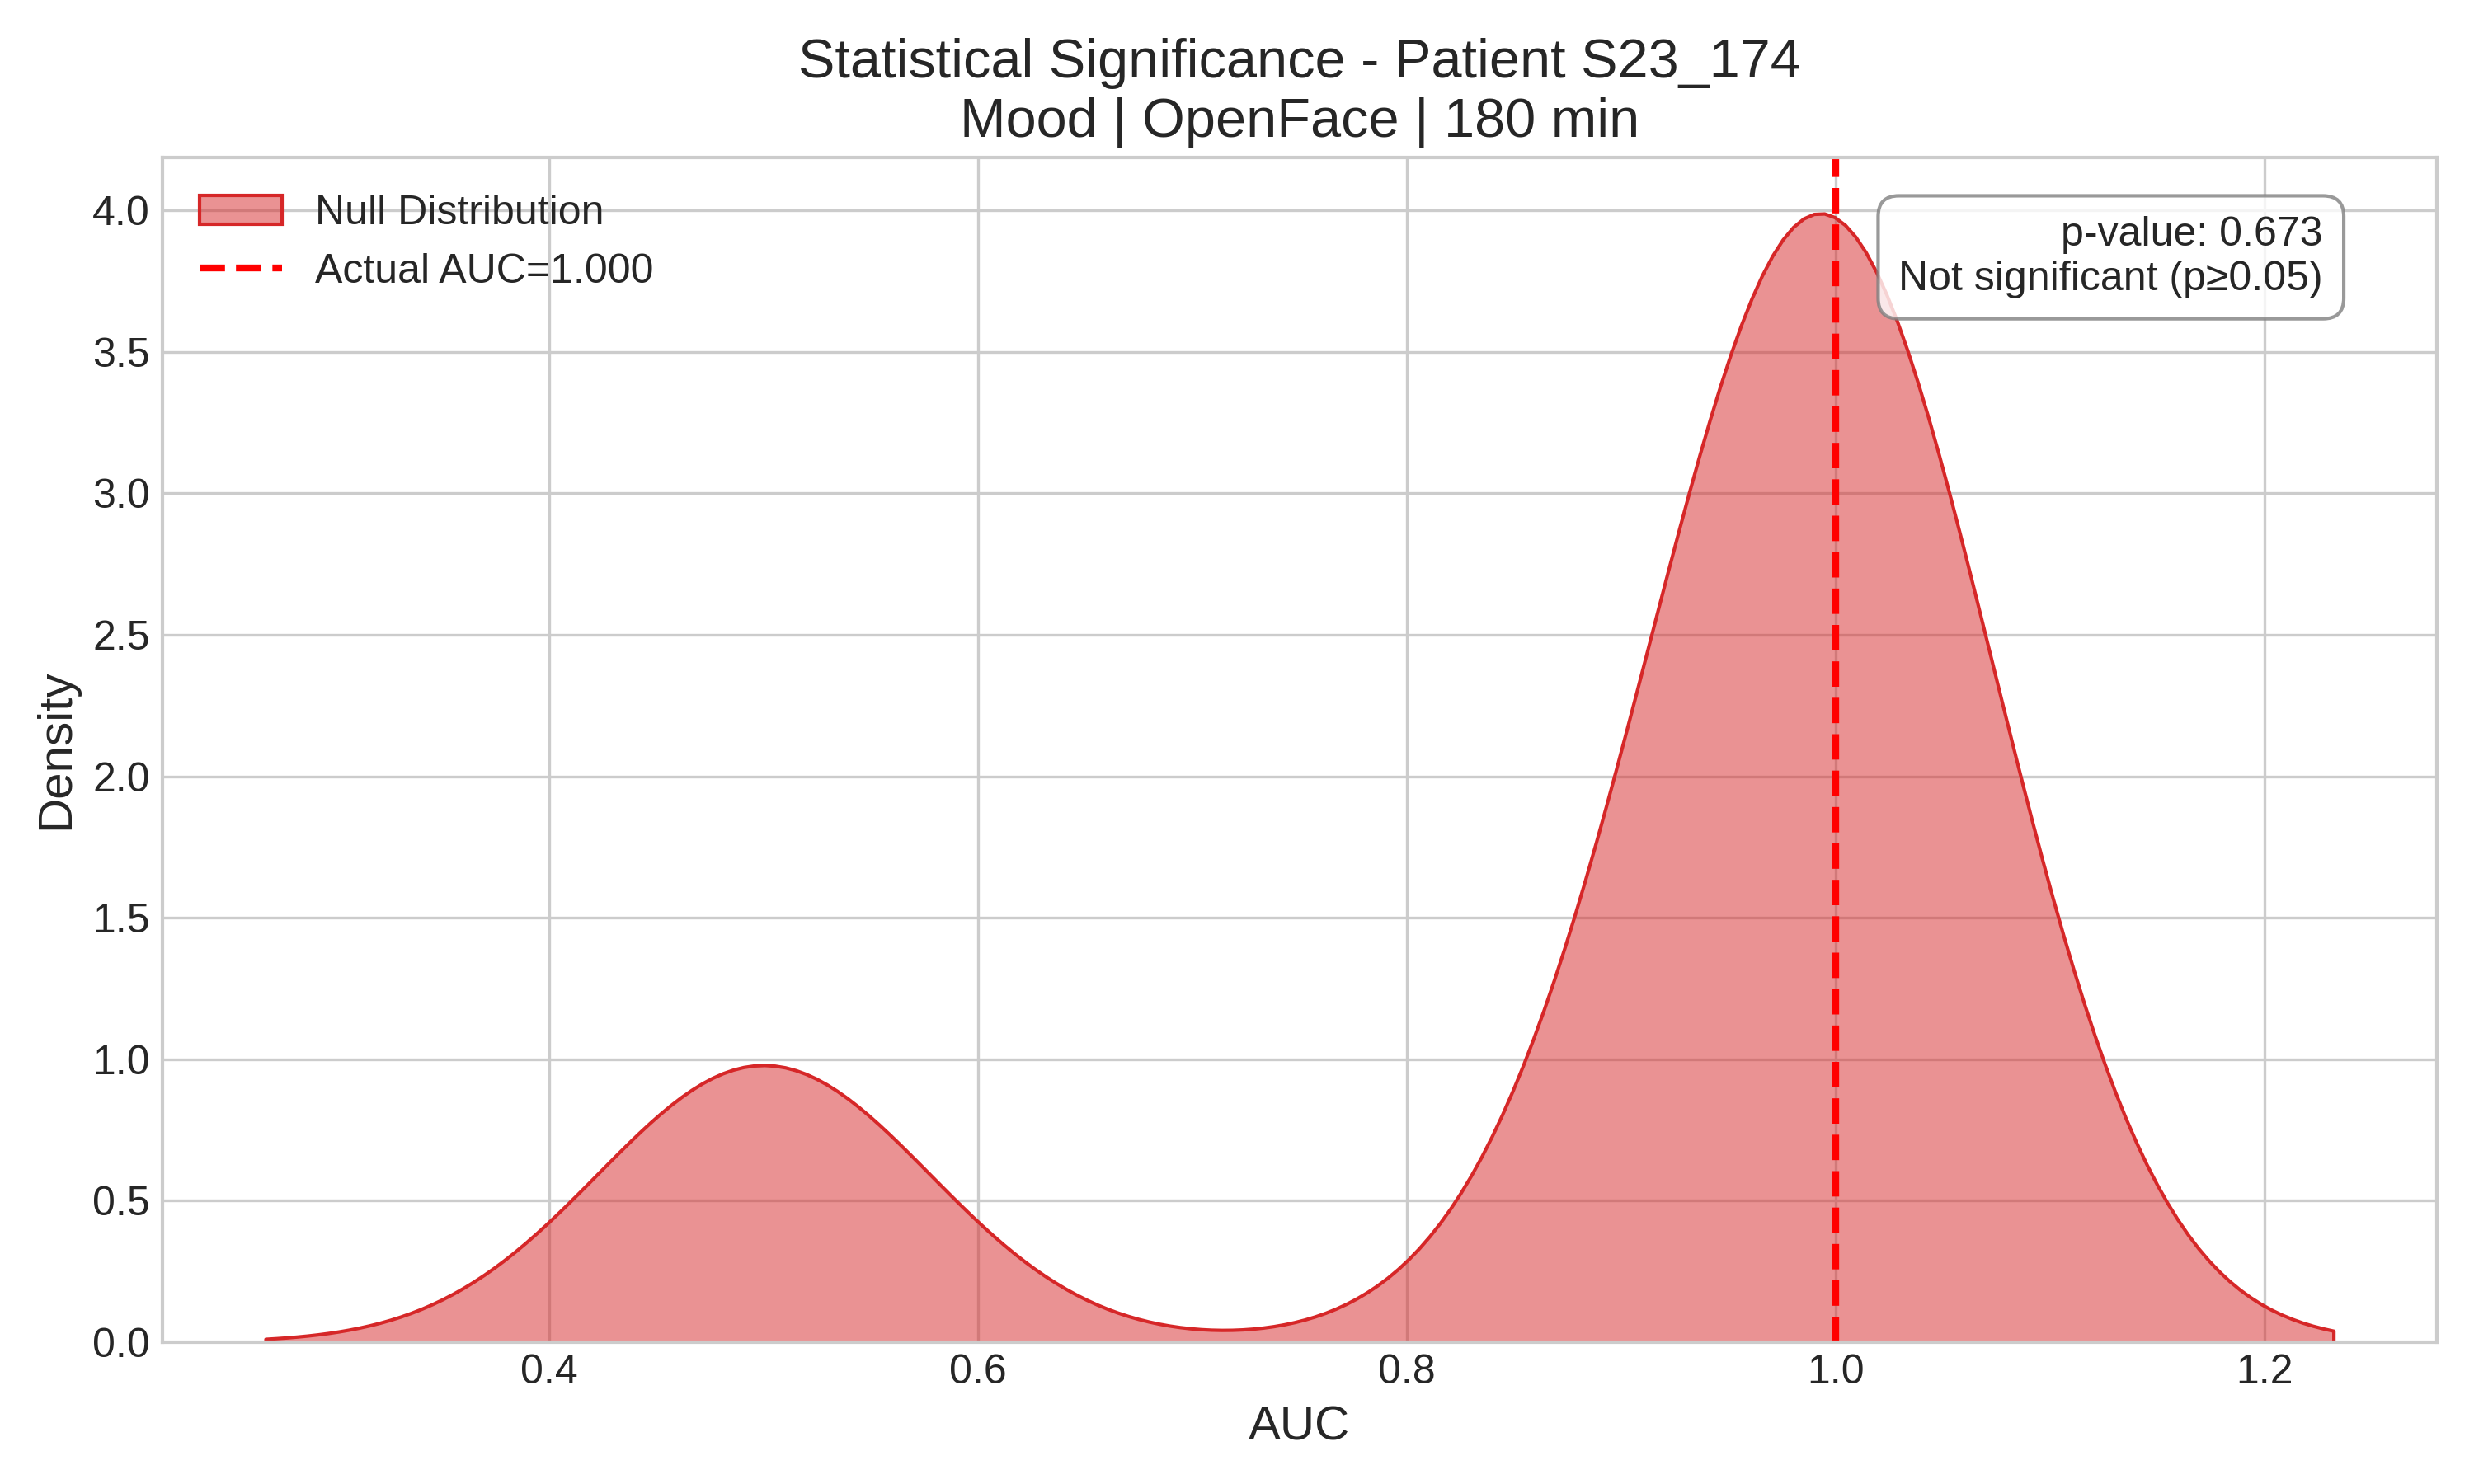 Statistical Significance - Patient S23_174
Mood | OpenFace | 180 min
Null Distribution
Actual AUC=1.000
p-value: 0.673
Not significant (p≥0.05)
Density
4.0
3.5
3.0
2.5
2.0
1.5
1.0
0.5
0.0
0.4
0.6
0.8
1.0
1.2
AUC